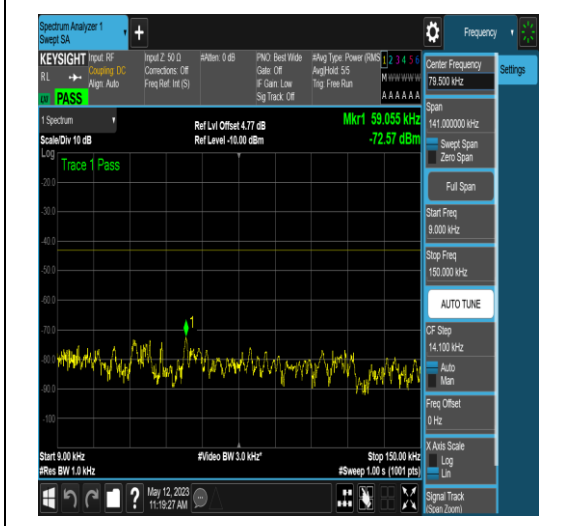 Spectrum Analyzer 1
Swept SA
+
Frequency
KEYSIGHT
Input: RF
Coupling: DC
Align: Auto
Input Z: 50 Ω
Corrections: Off
Freq Ref: Int (S)
#Atten: 0 dB
PNO: Best Wide
Gate: Off
IF Gain: Low
Sig Track: Off
#Avg Type: Power (RMS
Avg|Hold: 5/5
Trig: Free Run
1 2 3 4 5 6
M W W W W W
A A A A A A
RL
PASS
1 Spectrum
Scale/Div 10 dB
Ref Lvl Offset 4.77 dB
Ref Level -10.00 dBm
Mkr1 59.055 kHz
-72.57 dBm
Log
Trace 1 Pass
-20.0
-30.0
-40.0
-50.0
-60.0
-70.0
-80.0
-90.0
-100
1
Start 9.00 kHz
#Res BW 1.0 kHz
#Video BW 3.0 kHz*
Stop 150.00 kHz
#Sweep 1.00 s (1001 pts)
May 12, 2023
11:19:27 AM
Center Frequency
79.500 kHz
Settings
Span
141.000000 kHz
Swept Span
Zero Span
Full Span
Start Freq
9.000 kHz
Stop Freq
150.000 kHz
AUTO TUNE
CF Step
14.100 kHz
Auto
Man
Freq Offset
0 Hz
X Axis Scale
Log
Lin
Signal Track
(Span Zoom)